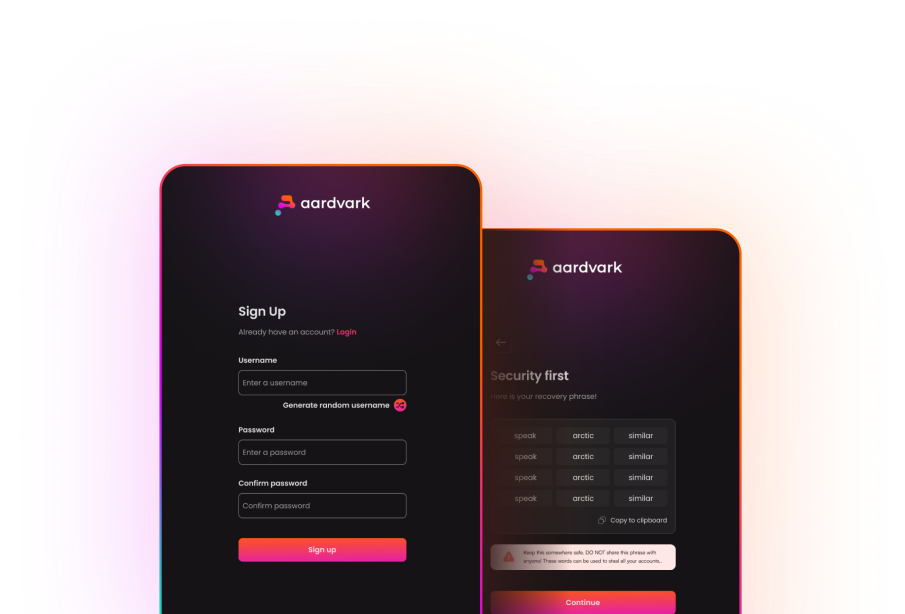 aardvark
Sign Up
Already have an account? Login
Username
Enter a username
Generate random username
Password
Enter a password
Confirm password
Confirm password
Sign up
aardvark
Security first
Here is your recovery phrase!
speak arctic similar
speak arctic similar
speak arctic similar
speak arctic similar
Copy to clipboard
Keep this somewhere safe, DO NOT share this phrase with
anyone! These words can be used to steal all your accounts..
Continue